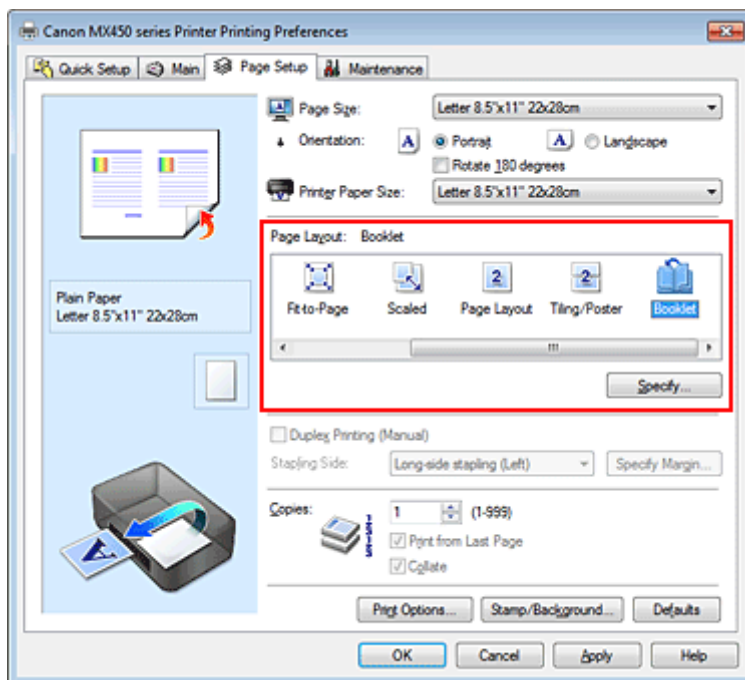 Canon MX450 series Printer Printing Preferences
Quick Setup Main Page Setup Maintenance
Page Size: Letter 8.5"x11" 22x28cm
Orientation: A Portrait A Landscape
Rotate 180 degrees
Printer Paper Size: Letter 8.5"x11" 22x28cm
Page Layout: Booklet
2 2
Fit-to-Page Scaled Page Layout Tiling/Poster Booklet
Specify...
Plain Paper
Letter 8.5"x11" 22x28cm
Duplex Printing (Manual)
Stapling Side: Long-side stapling (Left) Specify Margin...
Copies: 1 (1-999)
Print from Last Page
Collate
A
Print Options... Stamp/Background... Defaults
OK Cancel Apply Help